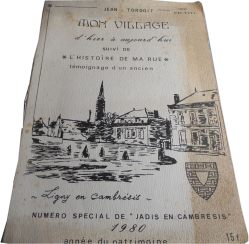 JEAN - TORDOIT
MON VILLAGE
d'hier à aujourd'hui
suivi de
"L'HISTOIRE DE MA RUE"
témoignage d'un ancien
~ Ligny en Cambrésis ~
NUMERO SPECIAL DE "JADIS EN CAMBRESIS"
1980
année du patrimoine
15F